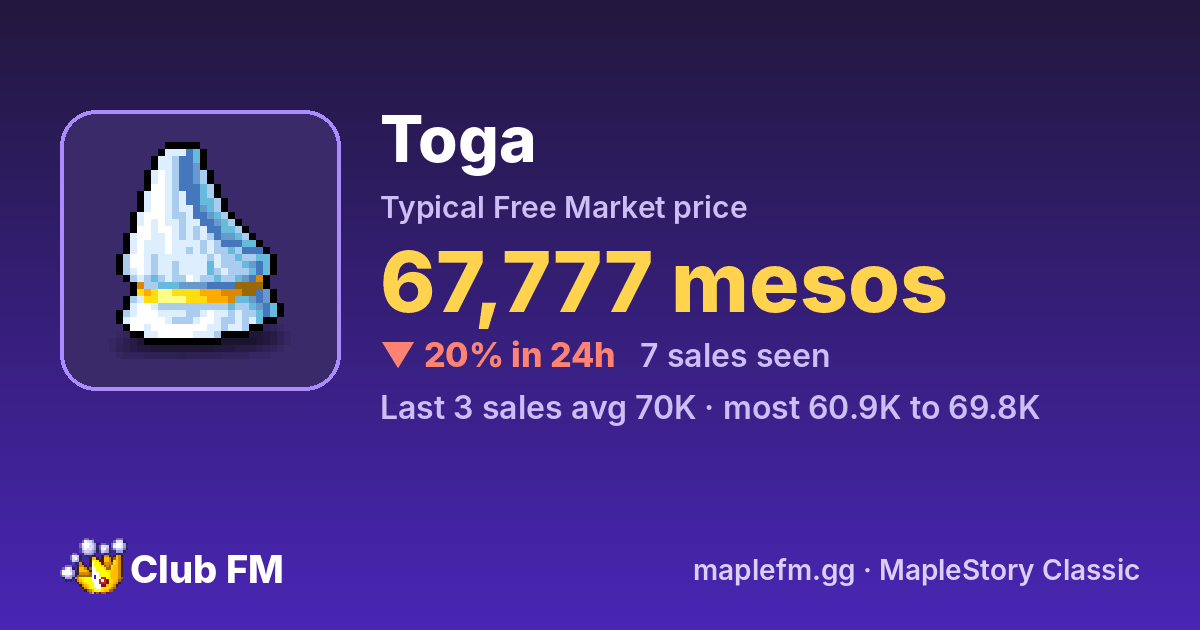 Toga
Typical Free Market price
67,777 mesos
▼ 20% in 24h 7 sales seen
Last 3 sales avg 70K · most 60.9K to 69.8K
Club FM
maplefm.gg · MapleStory Classic